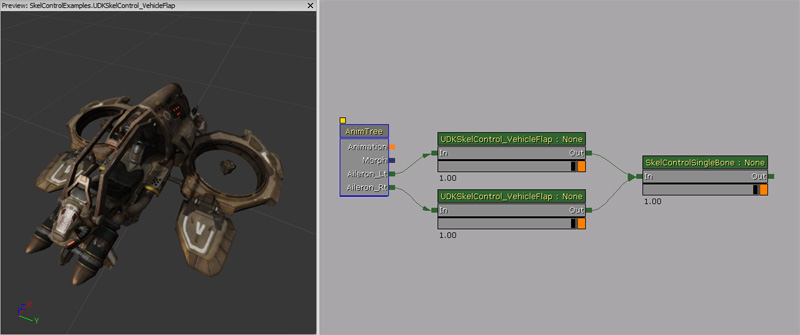 Preview: SkelControlExamples.UDKSkelControl_VehicleFlap
AnimTree
Animation
Morph
Aileron_Lt
Aileron_Rt
UDKSkelControl_VehicleFlap : None
In
Out
1.00
UDKSkelControl_VehicleFlap : None
In
Out
1.00
SkelControlSingleBone : None
In
Out
1.00
X
Y